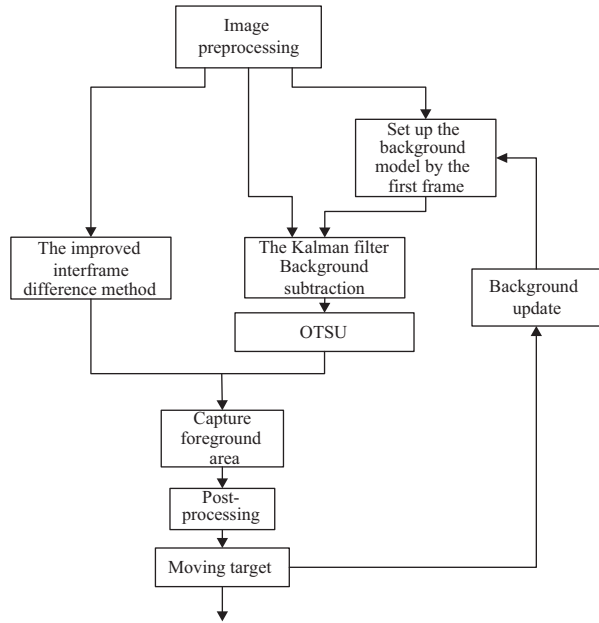 Image
preprocessing
Set up the
background
model by the
first frame
The improved
interframe
difference method
The Kalman filter
Background
subtraction
Background
update
OTSU
Capture
foreground
area
Post-
processing
Moving target